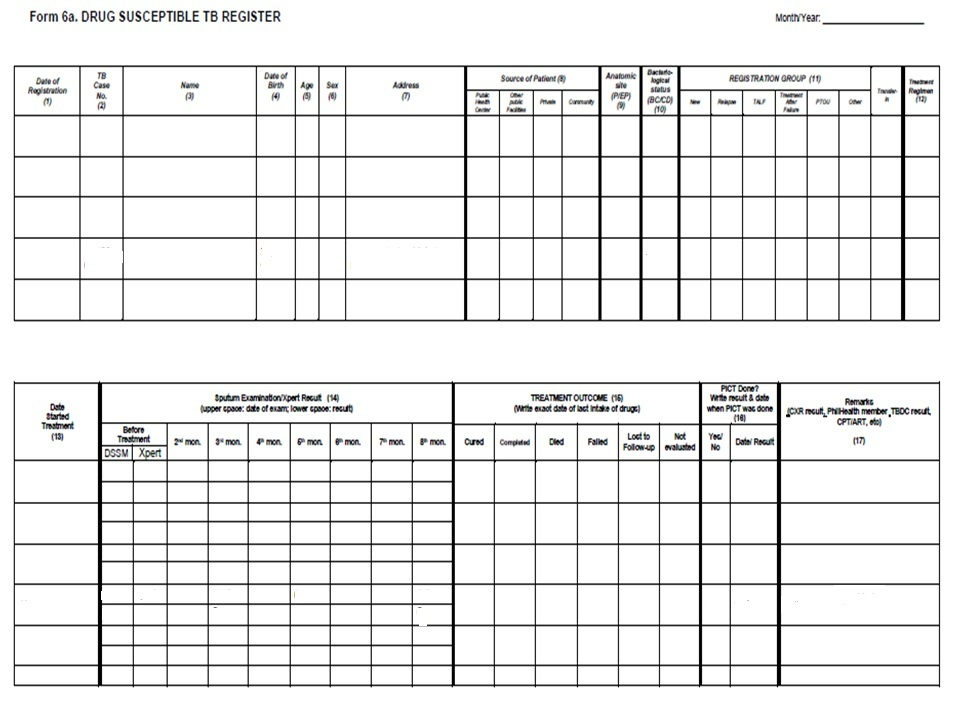 Form 6a. DRUG SUSCEPTIBLE TB REGISTER
Month/Year:
Date of Registration (1)
TB Case No. (2)
Name (3)
Date of Birth (4)
Age (5)
Sex (6)
Address (7)
Source of Patient (8)
Public Health Center
Other public Facilities
Private
Community
Anatomic site (P/EP) (9)
Bacterio-logical status (BC/CD) (10)
REGISTRATION GROUP (11)
New
Relapse
TALF
Treatment After Failure
PTOU
Other
Transfer-in
Treatment Regimen (12)
Date Started Treatment (13)
Sputum Examination/Xpert Result (14)
(upper space: date of exam; lower space: result)
Before Treatment
DSSM
Xpert
2nd mon.
3rd mon.
4th mon.
5th mon.
6th mon.
7th mon.
8th mon.
TREATMENT OUTCOME (15)
(Write exact date of last intake of drugs)
Cured
Completed
Died
Failed
Lost to Follow-up
Not evaluated
PICT Done?
Write result & date
when PICT was done
(16)
Yes/ No
Date/ Result
Remarks
(CXR result, PhilHealth member, TBDC result,
CPT/ART, etc)
(17)